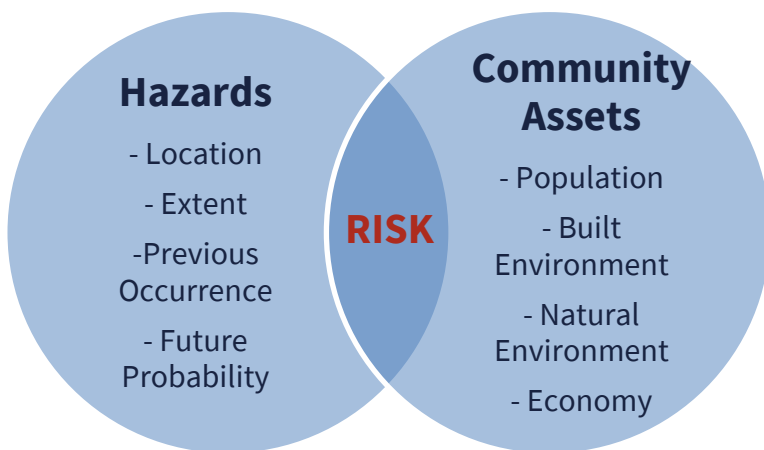 Hazards
- Location
- Extent
-Previous
Occurrence
- Future
Probability
RISK
Community
Assets
- Population
- Built
Environment
- Natural
Environment
- Economy